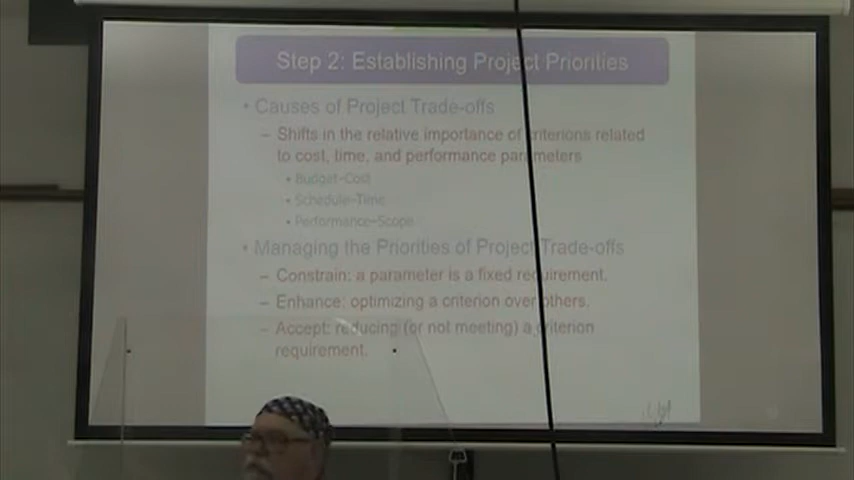 Step 2: Establishing Project Priorities
• Causes of Project Trade-offs
– Shifts in the relative importance of criterions related
to cost, time, and performance parameters
• Budget–Cost
• Schedule–Time
• Performance–Scope
• Managing the Priorities of Project Trade-offs
– Constrain: a parameter is a fixed requirement.
– Enhance: optimizing a criterion over others.
– Accept: reducing (or not meeting) a criterion
requirement.